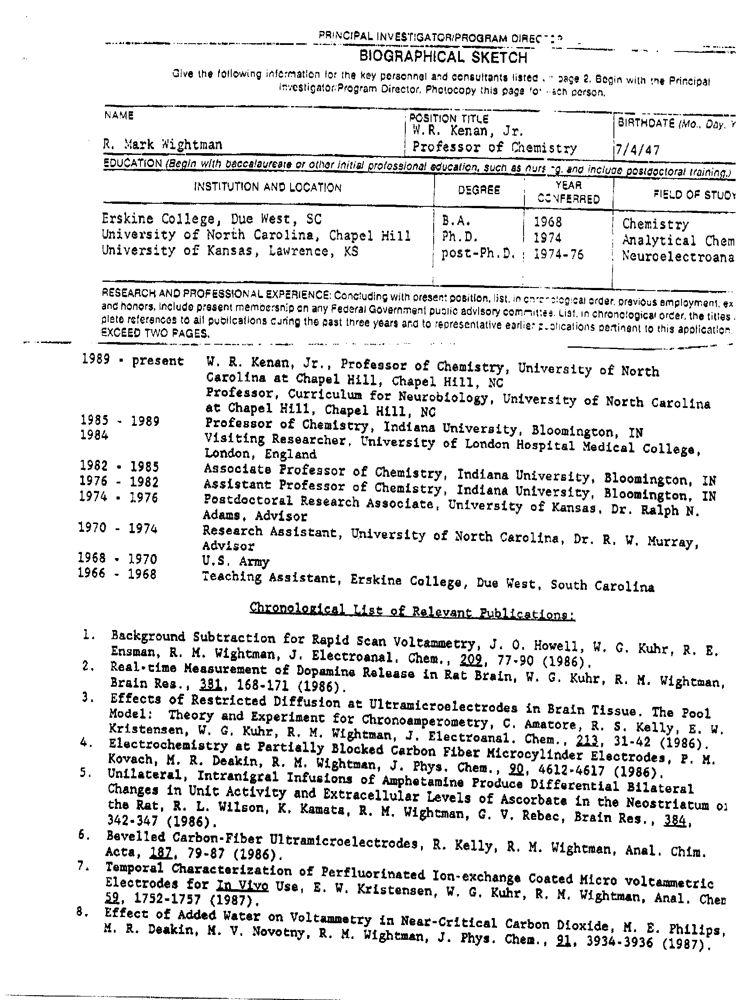 PRINCIPAL INVESTIGATOR/PROGRAM
BIOGRAPHICAL SKETCH
Give the following information for the key personnel and consultants listed page 2. Begin with the Principal
Investigator/Program Director. Photocopy this page for each person.
NAME
POSITION TITLE
BIRTHDATE (Mo., Day,
W.R. Kenan, Jr.
R. Mark Wightman
Professor of Chemistry
7/4/47
EDUCATION (Begin with baccalaureate or other initial professional education, such as and include postdoctoral training.)
INSTITUTION AND LOCATION
DEGREE
YEAR
CONFERRED
FIELD OF STUDY
Erskine College, Due West, SC
B.A.
1968
Chemistry
University of North Carolina, Chapel Hill
Ph.D.
1974
Analytical Chem
University of Kansas, Lawrence, KS
post-Ph.D.
1974-76
Neuroelectroana
RESEARCH AND PROFESSIONAL EXPERIENCE: Concluding with present position, list, in chronological order, previous employment, ex
and honors. Include present membership on any Federal Government public advisory committee. List, in chronological order, the titles
plete references to all publications during the past three years and to representative earlier publications pertinent to this application.
EXCEED TWO PAGES.
1989 - present W. R. Kenan, Jr., Professor of Chemistry, University of North
Carolina at Chapel Hill, Chapel Hill, NC
Professor, Curriculum for Neurobiology, University of North Carolina
at Chapel Hill, Chapel Hill, NC
1985 - 1989 Professor of Chemistry, Indiana University, Bloomington, IN
1984 Visiting Researcher, University of London Hospital Medical College,
London, England
1982 - 1985 Associate Professor of Chemistry, Indiana University, Bloomington, IN
1976 - 1982 Assistant Professor of Chemistry, Indiana University, Bloomington, IN
1974 - 1976 Postdoctoral Research Associate, University of Kansas, Dr. Ralph N.
Adams, Advisor
1970 - 1974 Research Assistant, University of North Carolina, Dr. R. W. Murray,
Advisor
1968 - 1970 U.S. Army
1966 - 1968 Teaching Assistant, Erskine College, Due West, South Carolina
Chronological List of Relevant Publications:
1. Background Subtraction for Rapid Scan Voltammetry, J. O. Howell, W. G. Kuhr, R. E.
Ensman, R. M. Wightman, J. Electroanal. Chem., 209, 77-90 (1986).
2. Real-time Measurement of Dopamine Release in Rat Brain, W. G. Kuhr, R. M. Wightman,
Brain Res., 381, 168-171 (1986).
3. Effects of Restricted Diffusion at Ultramicroelectrodes in Brain Tissue. The Pool
Model: Theory and Experiment for Chronoamperometry, C. Amatore, R. S. Kelly, E. W.
Kristensen, W. G. Kuhr, R. M. Wightman, J. Electroanal. Chem., 213, 31-42 (1986).
4. Electrochemistry at Partially Blocked Carbon Fiber Microcylinder Electrodes, P. M.
Kovach, M. R. Deakin, R. M. Wightman, J. Phys. Chem., 90, 4612-4617 (1986).
5. Unilateral, Intranigral Infusions of Amphetamine Produce Differential Bilateral
Changes in Unit Activity and Extracellular Levels of Ascorbate in the Neostriatum of
the Rat, R. L. Wilson, K. Kamata, R. M. Wightman, G. V. Rebec, Brain Res., 384,
342-347 (1986).
6. Bevelled Carbon-Fiber Ultramicroelectrodes, R. Kelly, R. M. Wightman, Anal. Chim.
Acta, 187, 79-87 (1986).
7. Temporal Characterization of Perfluorinated Ion-exchange Coated Micro voltammetric
Electrodes for In Vivo Use, E. W. Kristensen, W. G. Kuhr, R. M. Wightman, Anal. Chem
59, 1752-1757 (1987).
8. Effect of Added Water on Voltammetry in Near-Critical Carbon Dioxide, M. E. Philips,
M. R. Deakin, M. V. Novotny, R. M. Wightman, J. Phys. Chem., 91, 3934-3936 (1987).